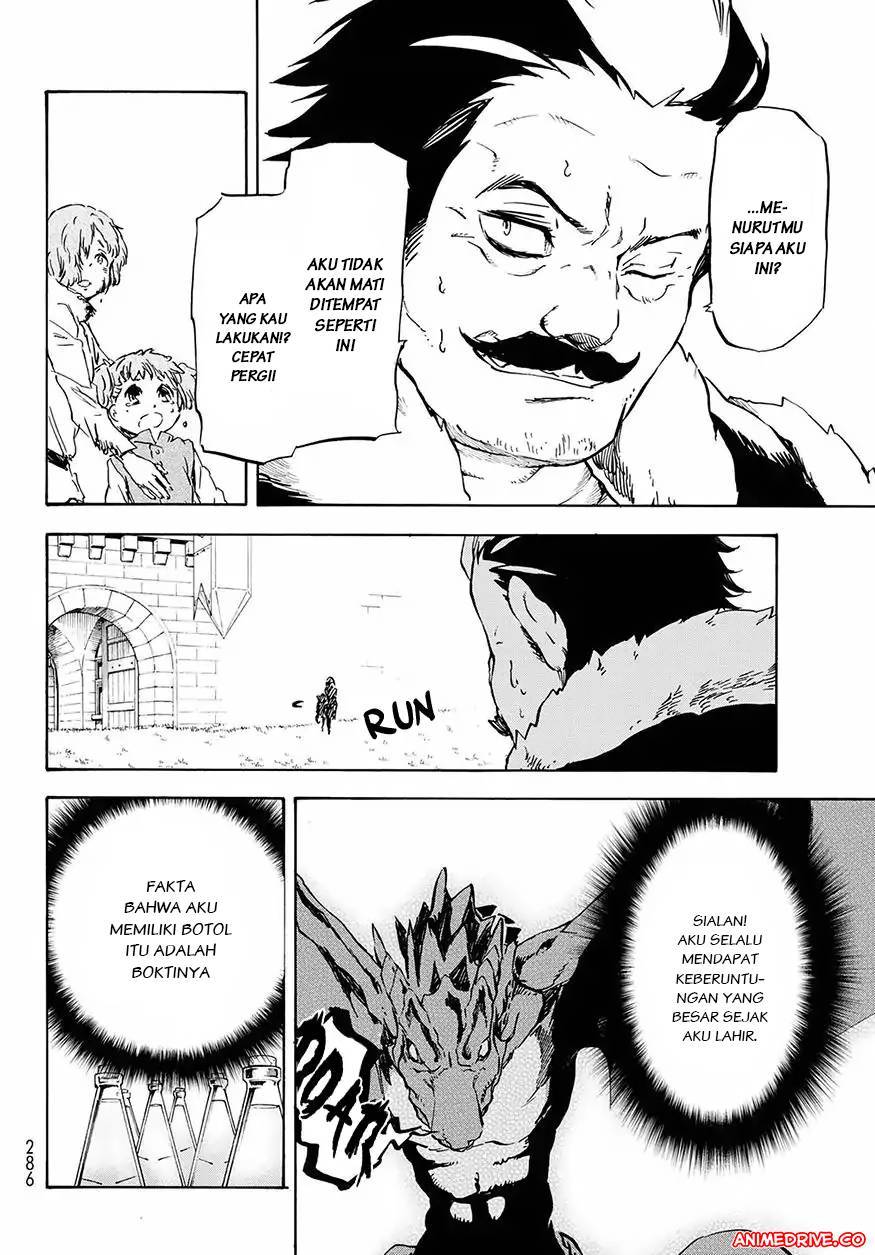 ...ME-
NURUTMU
SIAPA AKU
INI?
AKU TIDAK
AKAN MATI
DITEMPAT
SEPERTI
INI
APA
YANG KAU
LAKUKAN!?
CEPAT
PERGI!
RUN
SIALAN!
AKU SELALU
MENDAPAT
KEBERUNTU-
NGAN YANG
BESAR SEJAK
AKU LAHIR.
FAKTA
BAHWA AKU
MEMILIKI BOTOL
ITU ADALAH
BOKTINYA
286
ANIMEDRIVE.CO